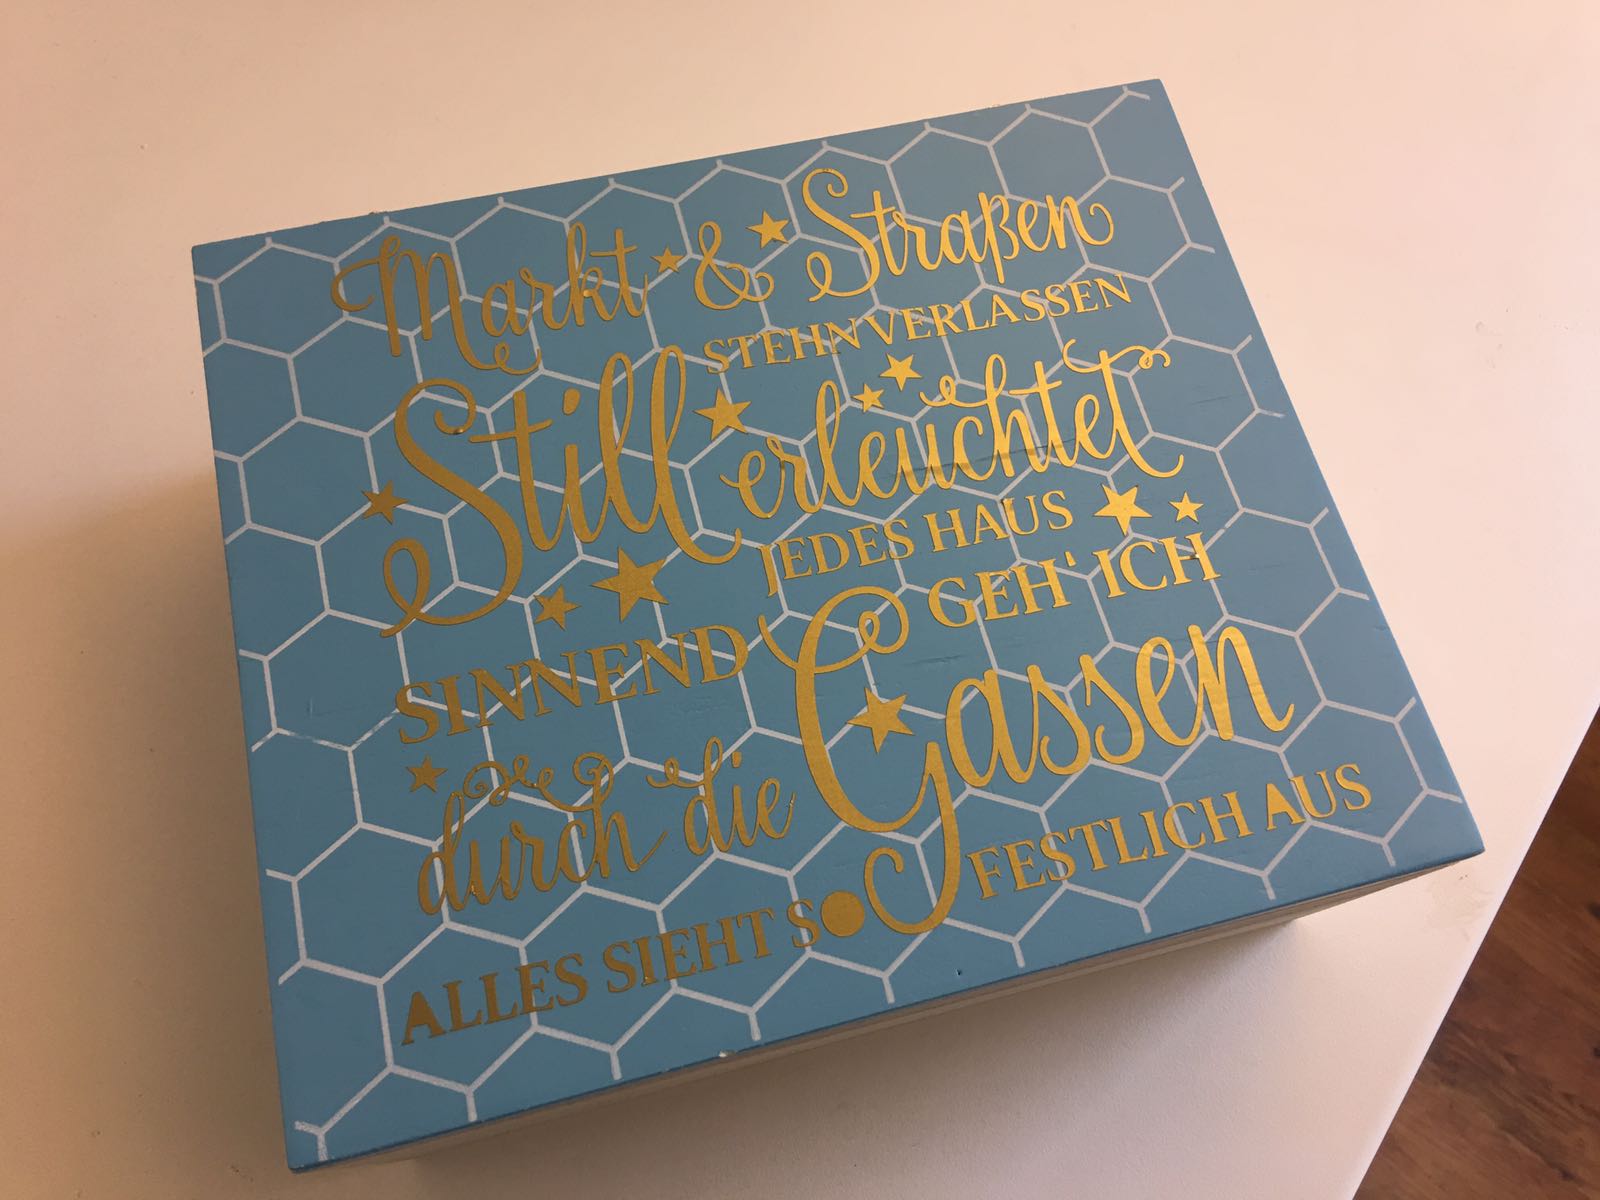 Markt & Straßen
STEHN VERLASSEN
Still erleuchtet
JEDES HAUS
SINNEND GEH' ICH
durch die Gassen
ALLES SIEHT SO FESTLICH AUS